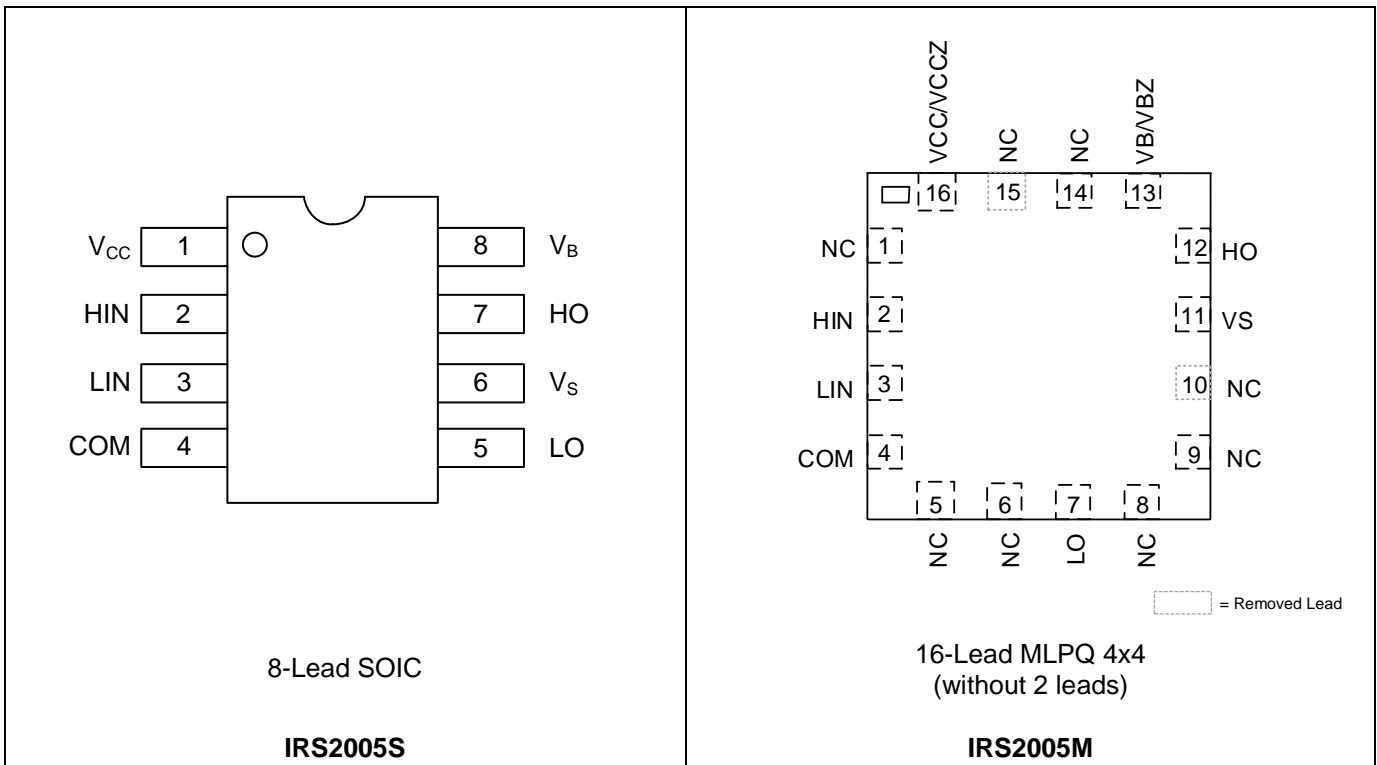 V_CC 1 8 V_B
HIN 2 7 HO
LIN 3 6 V_S
COM 4 5 LO
8-Lead SOIC
IRS2005S
VCC/VCCZ NC NC VB/VBZ
16 15 14 13
NC 1 12 HO
HIN 2 11 VS
LIN 3 10 NC
COM 4 9 NC
5 6 7 8
NC NC LO NC
= Removed Lead
16-Lead MLPQ 4x4
(without 2 leads)
IRS2005M